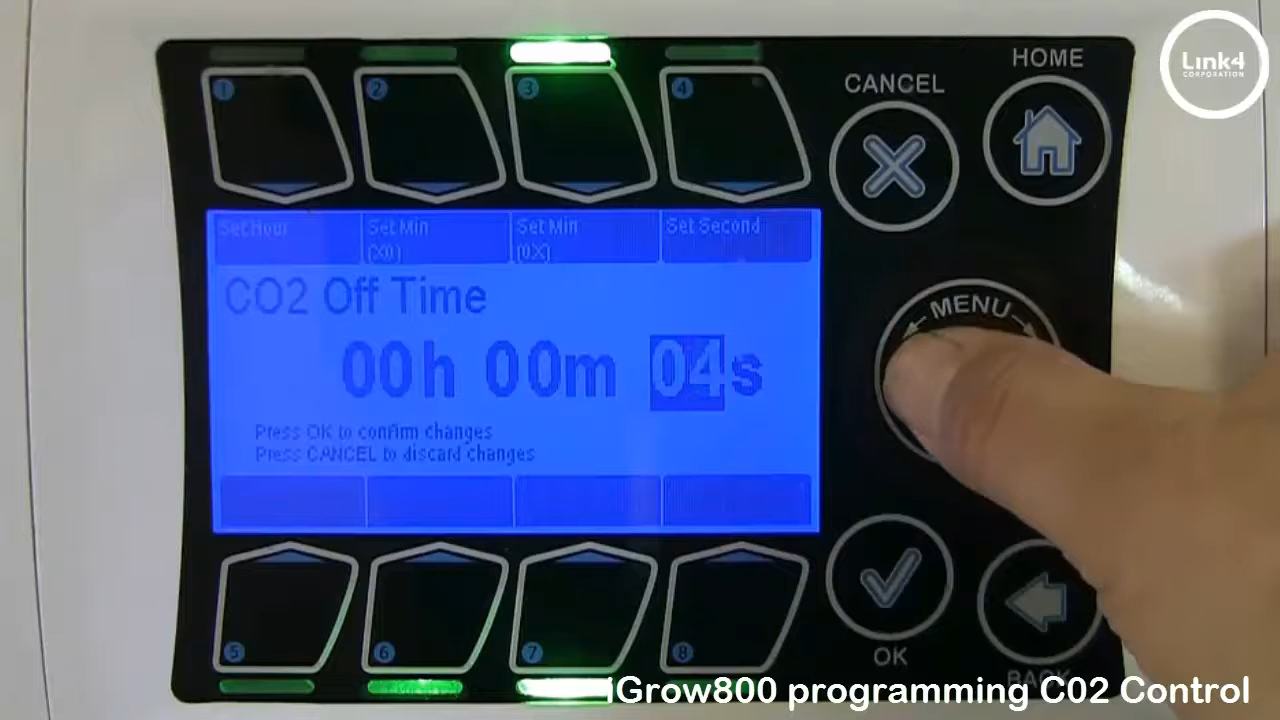 Link4
CORPORATION
HOME
CANCEL
1
2
3
4
Set Hour
Set Min
(X0)
Set Min
(0X)
Set Second
CO2 Off Time
00h 00m 04s
MENU
Press OK to confirm changes
Press CANCEL to discard changes
5
6
7
8
OK
BACK
iGrow800 programming C02 Control